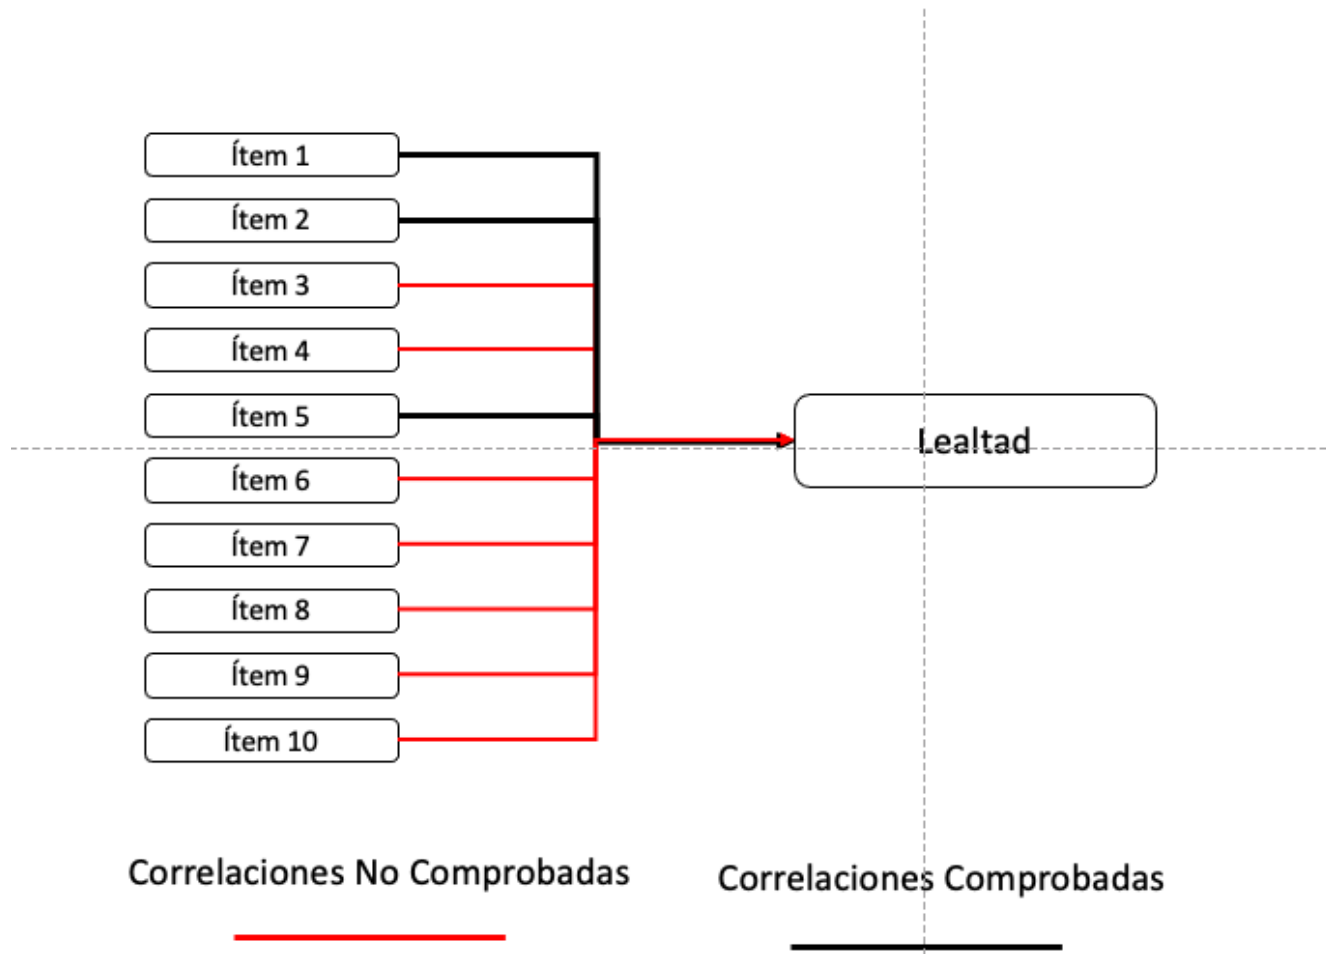 Ítem 1
Ítem 2
Ítem 3
Ítem 4
Ítem 5
Ítem 6
Ítem 7
Ítem 8
Ítem 9
Ítem 10
Lealtad
Correlaciones No Comprobadas
Correlaciones Comprobadas